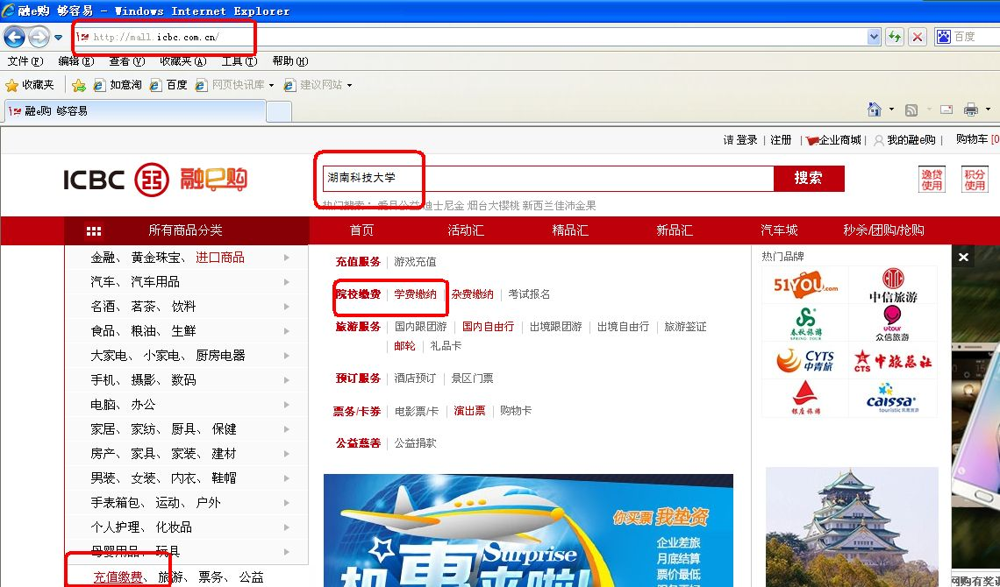 融e购 够容易 - Windows Internet Explorer
http://mall.icbc.com.cn/
百度
文件(F) 编辑(E) 查看(V) 收藏夹(A) 工具(T) 帮助(H)
收藏夹 如意淘 百度 网页快讯库 建议网站
融e购 够容易
请 登录 | 注册 | 企业商城 | 我的融e购 | 购物车 [0
ICBC 融e购
湖南科技大学 搜索
逸贷使用 积分使用
热门搜索: 爱员公益 迪士尼金 烟台大樱桃 新西兰佳沛金果
所有商品分类 首页 活动汇 精品汇 新品汇 汽车城 秒杀/团购/抢购
金融、 黄金珠宝、 进口商品
汽车、 汽车用品
名酒、 茗茶、 饮料
食品、 粮油、 生鲜
大家电、 小家电、 厨房电器
手机、 摄影、 数码
电脑、 办公
家居、 家纺、 厨具、 保健
房产、 家具、 家装、 建材
男装、 女装、 内衣、 鞋帽
手表箱包、 运动、 户外
个人护理、 化妆品
母婴用品、 玩具
充值缴费、 旅游、 票务、 公益
充值服务 | 游戏充值
院校缴费 | 学费缴纳 | 杂费缴纳 | 考试报名
旅游服务 | 国内跟团游 | 国内自由行 | 出境跟团游 | 出境自由行 | 旅游签证
| 邮轮 | 礼品卡
预订服务 | 酒店预订 | 景区门票
票务/卡券 | 电影票/卡 | 演出票 | 购物卡
公益慈善 | 公益捐款
热门品牌
51YOU.com 中信旅游
春秋旅游 SPRING TOUR
utour 众信旅游
CYTS 中青旅
CTS 中旅总社
银座旅游
caissa touristic 凯撒旅游
你买票 我垫资
Surprise
机 惠 来啦!
企业差旅
月底结算
票价最低
网购有奖